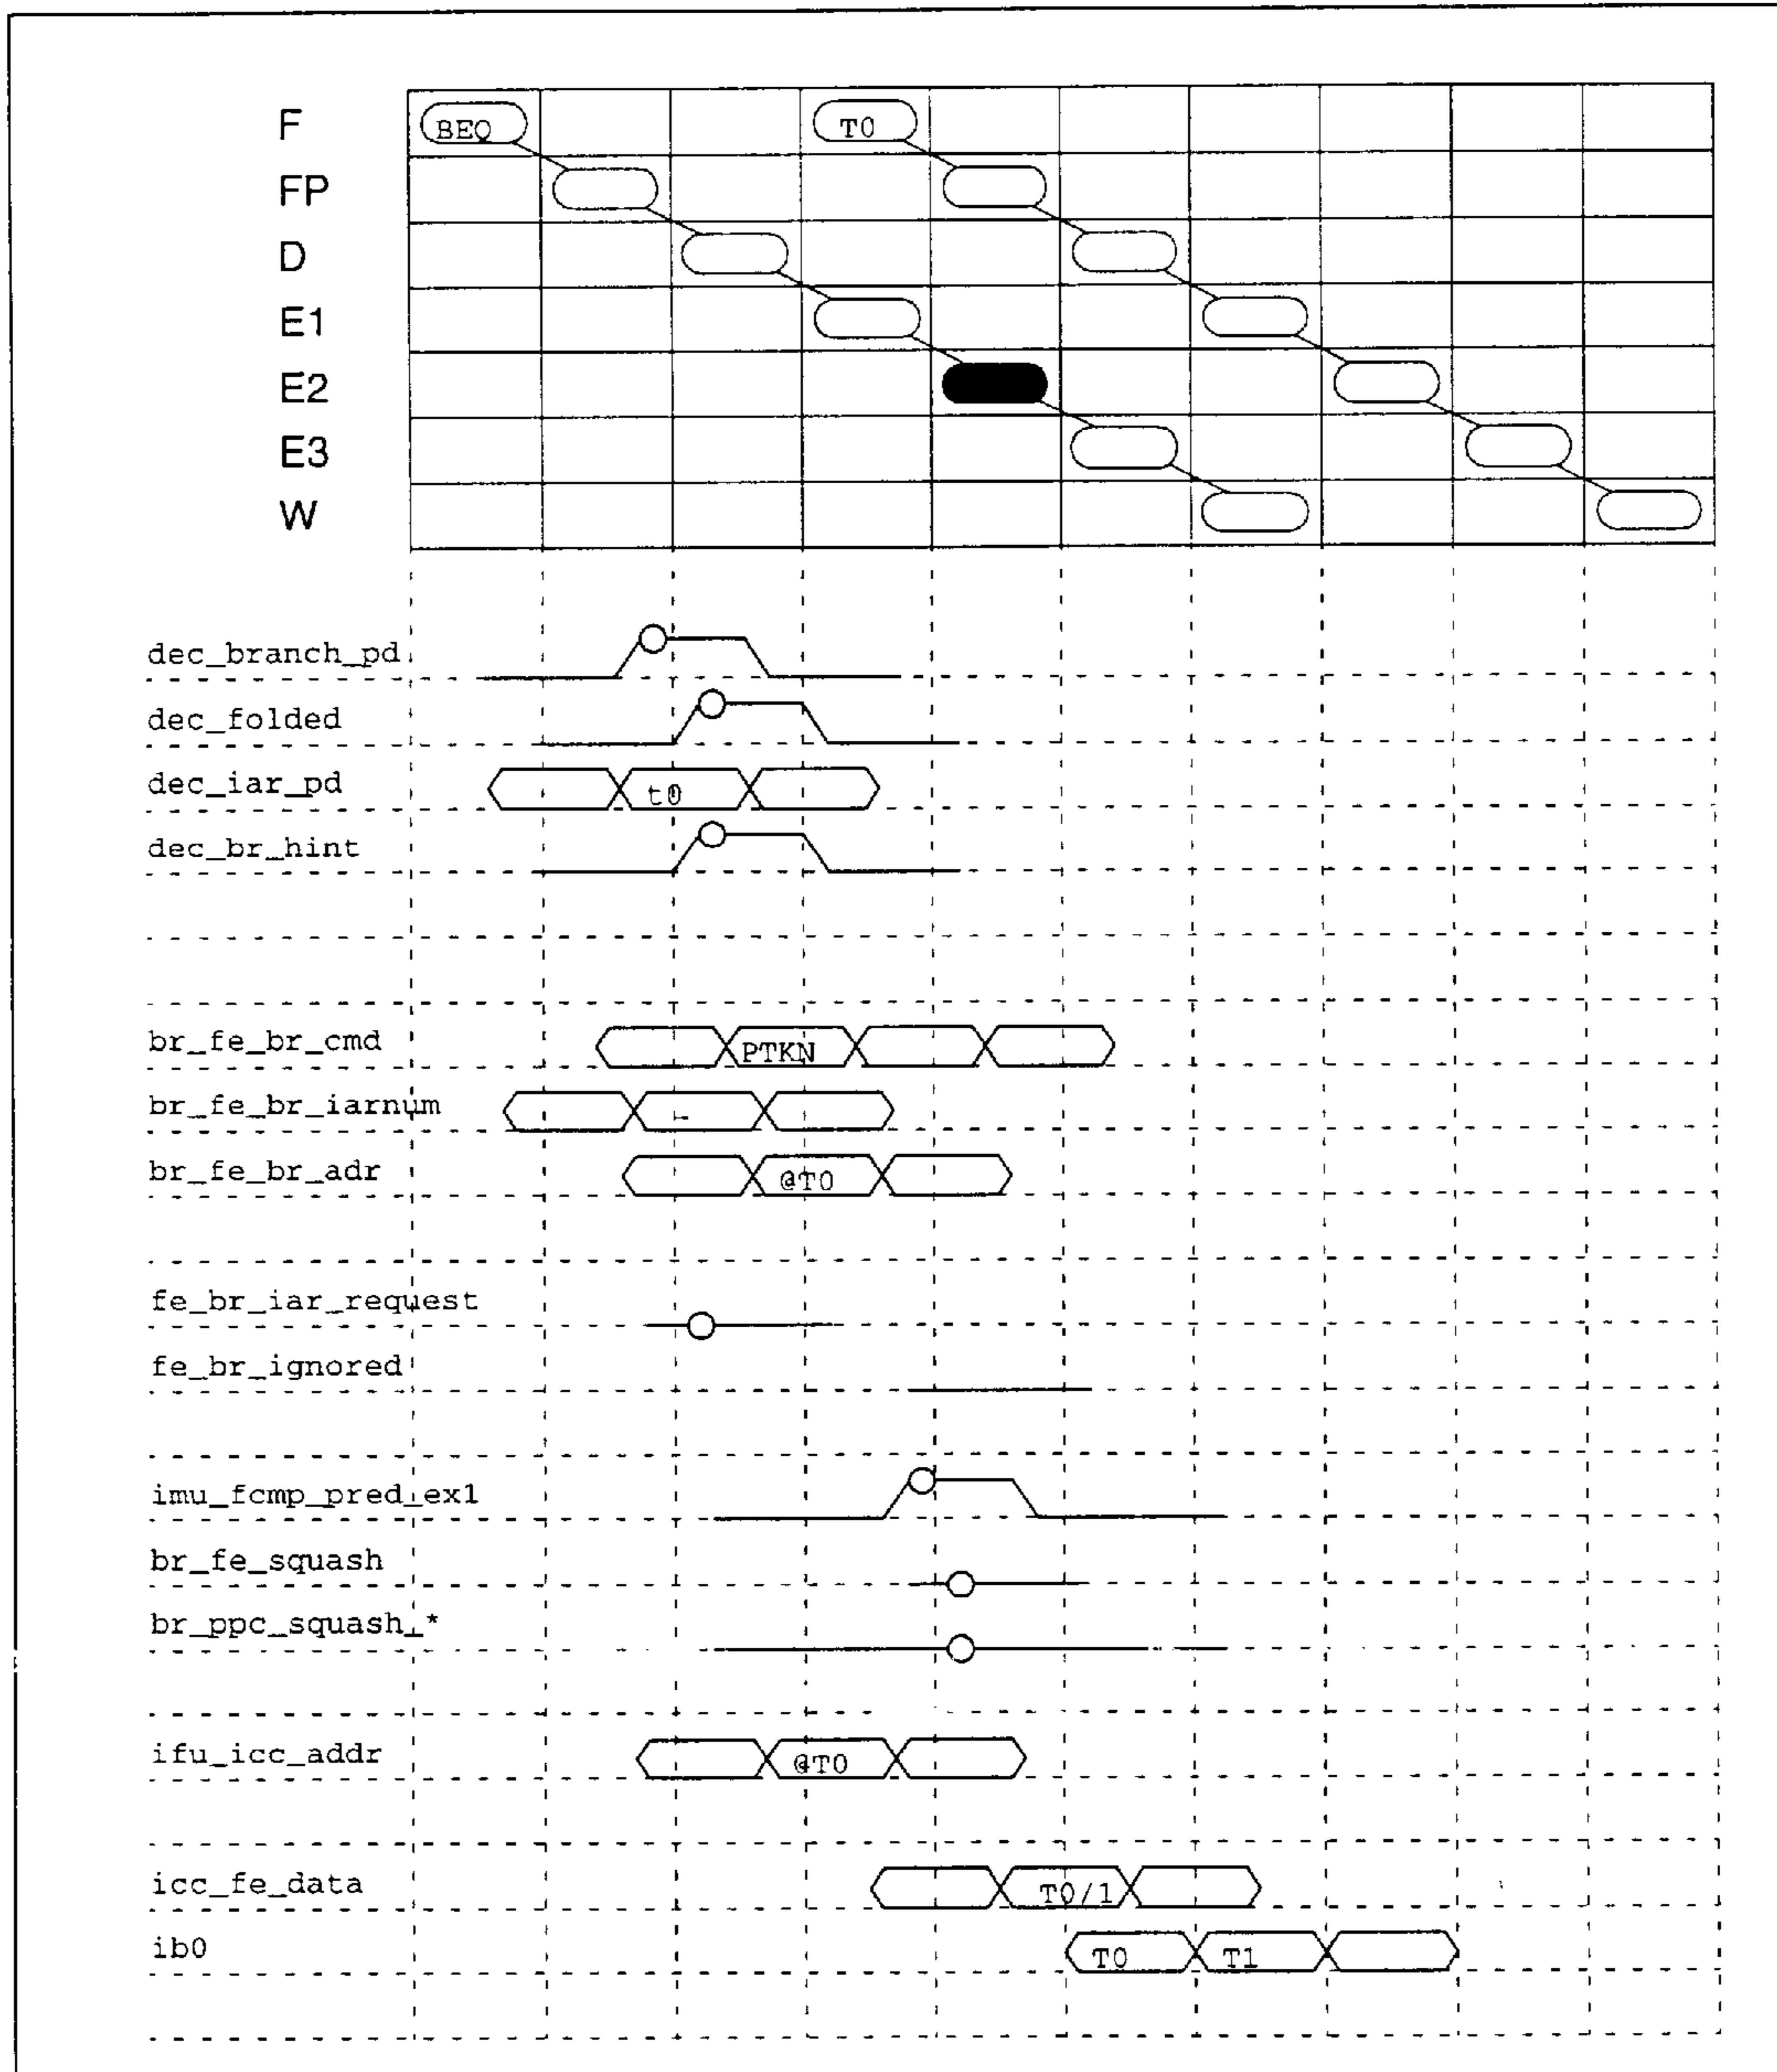 F BEQ T0
FP
D
E1
E2
E3
W
dec_branch_pd
dec_folded
dec_iar_pd t0
dec_br_hint
br_fe_br_cmd PTKN
br_fe_br_iarnum -
br_fe_br_adr @T0
fe_br_iar_request
fe_br_ignored
imu_fcmp_pred_ex1
br_fe_squash
br_ppc_squash_*
ifu_icc_addr @T0
icc_fe_data T0/1
ib0 T0 T1